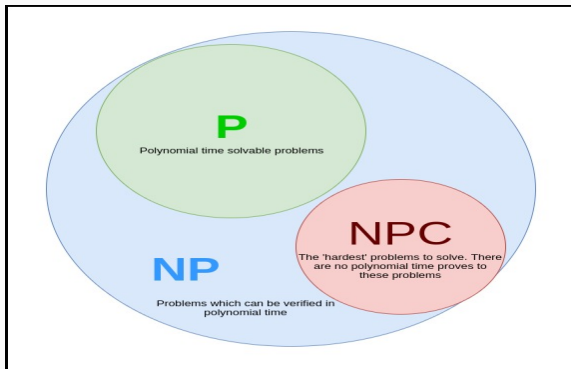 P
Polynomial time solvable problems
NPC
The 'hardest' problems to solve. There
are no polynomial time proves to
these problems
NP
Problems which can be verified in
polynomial time